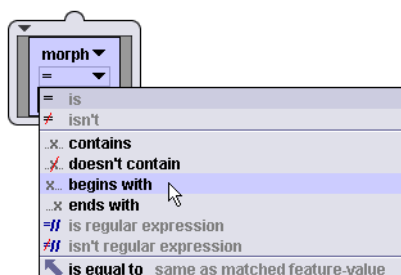 morph
=
= is
≠ isn't
..x.. contains
..x.. doesn't contain
x... begins with
...x ends with
=// is regular expression
≠// isn't regular expression
is equal to same as matched feature-value